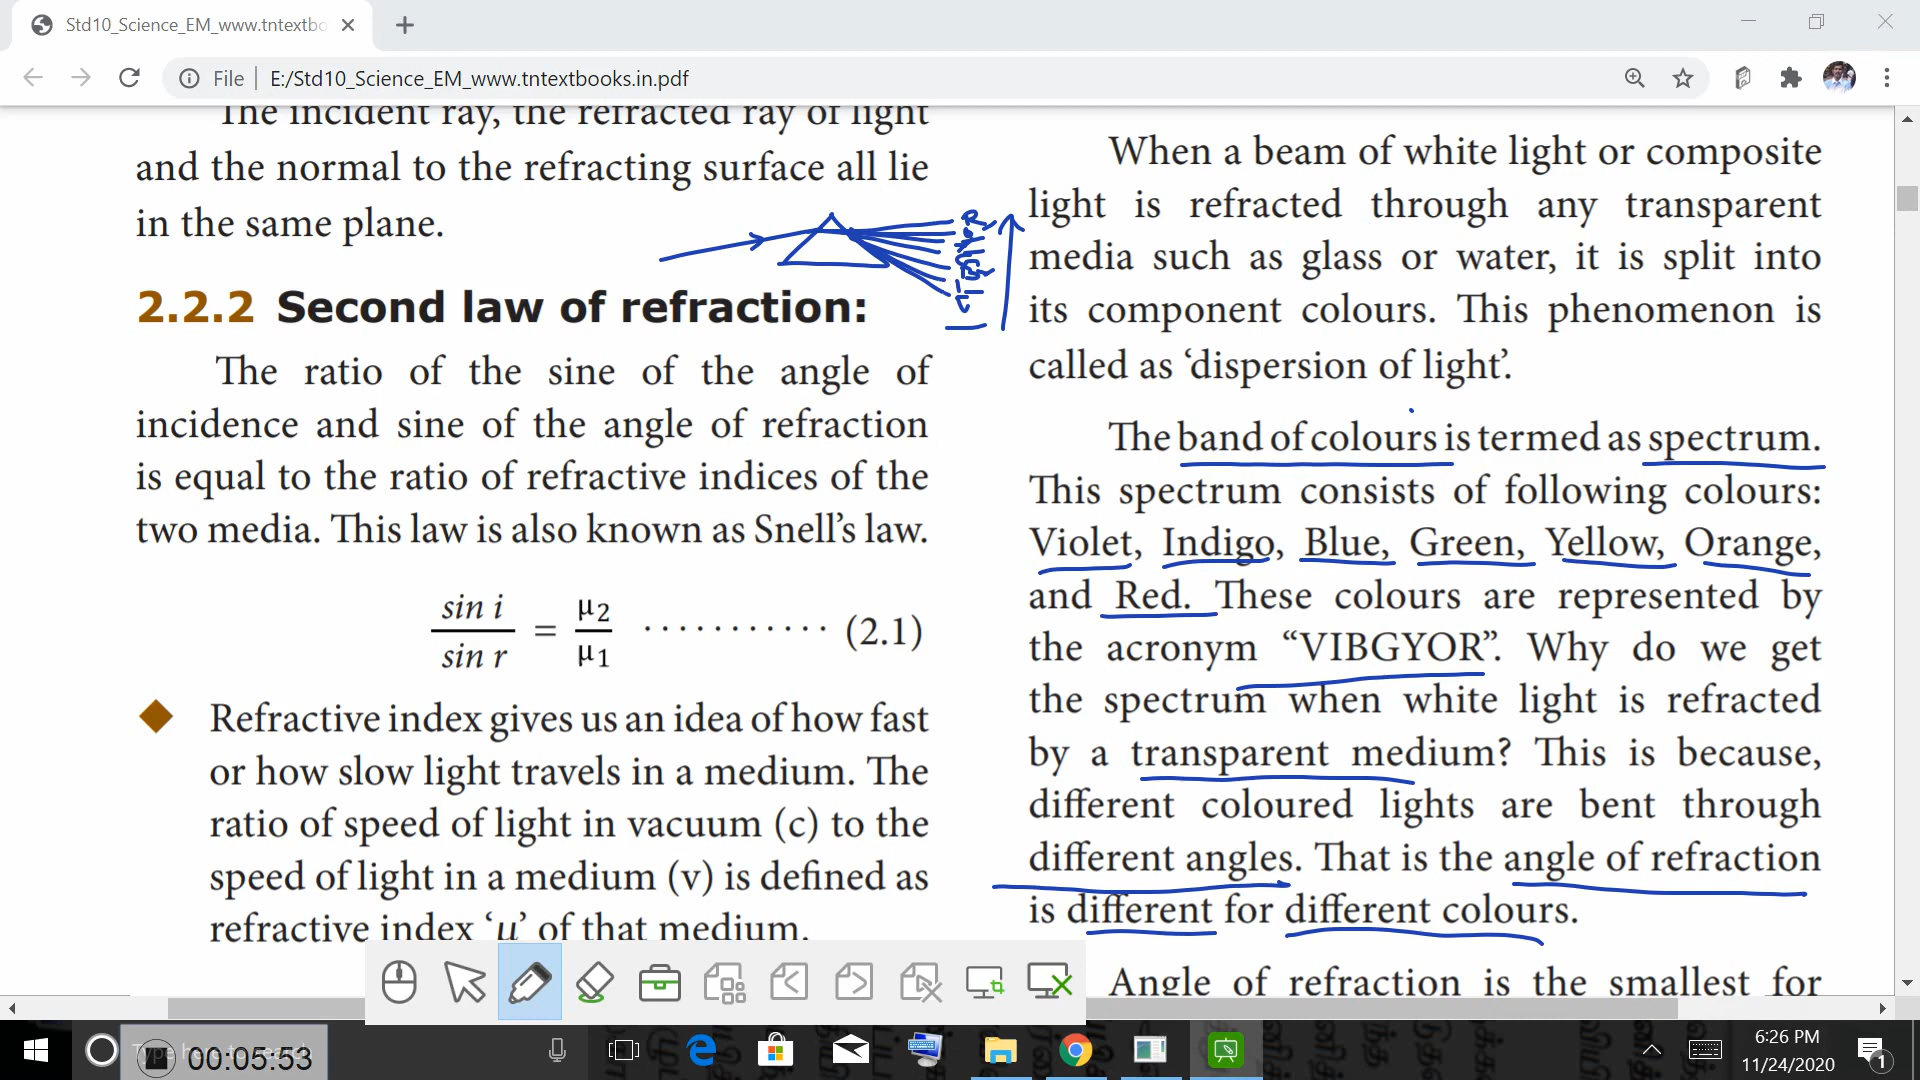 Std10_Science_EM_www.tntextbo
File
E:/Std10_Science_EM_www.tntextbooks.in.pdf
The incident ray, the refracted ray of light
and the normal to the refracting surface all lie
in the same plane.
2.2.2 Second law of refraction:
The ratio of the sine of the angle of
incidence and sine of the angle of refraction
is equal to the ratio of refractive indices of the
two media. This law is also known as Snell's law.
sin i / sin r = μ2 / μ1 ........... (2.1)
Refractive index gives us an idea of how fast
or how slow light travels in a medium. The
ratio of speed of light in vacuum (c) to the
speed of light in a medium (v) is defined as
refractive index ‘μ’ of that medium.
When a beam of white light or composite
light is refracted through any transparent
media such as glass or water, it is split into
its component colours. This phenomenon is
called as ‘dispersion of light’.
The band of colours is termed as spectrum.
This spectrum consists of following colours:
Violet, Indigo, Blue, Green, Yellow, Orange,
and Red. These colours are represented by
the acronym “VIBGYOR”. Why do we get
the spectrum when white light is refracted
by a transparent medium? This is because,
different coloured lights are bent through
different angles. That is the angle of refraction
is different for different colours.
Angle of refraction is the smallest for
R
V
00:05:53
6:26 PM
11/24/2020
1